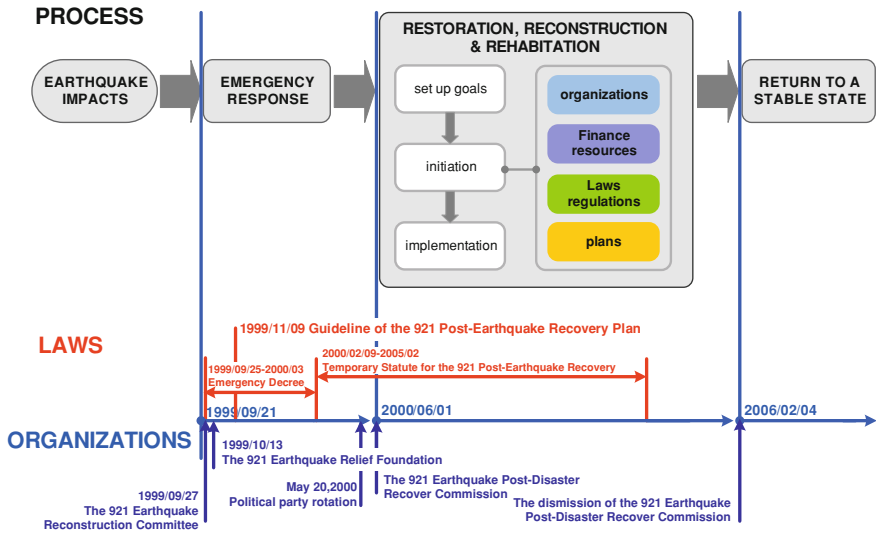 PROCESS
EARTHQUAKE
IMPACTS
EMERGENCY
RESPONSE
RESTORATION, RECONSTRUCTION
& REHABITATION
set up goals
initiation
implementation
organizations
Finance
resources
Laws
regulations
plans
RETURN TO A
STABLE STATE
LAWS
1999/11/09 Guideline of the 921 Post-Earthquake Recovery Plan
1999/09/25-2000/03
Emergency Decree
2000/02/09-2005/02
Temporary Statute for the 921 Post-Earthquake Recovery
1999/09/21
2000/06/01
2006/02/04
ORGANIZATIONS
1999/10/13
The 921 Earthquake Relief Foundation
1999/09/27
The 921 Earthquake
Reconstruction Committee
May 20,2000
Political party rotation
The 921 Earthquake Post-Disaster
Recover Commission
The dismission of the 921 Earthquake
Post-Disaster Recover Commission